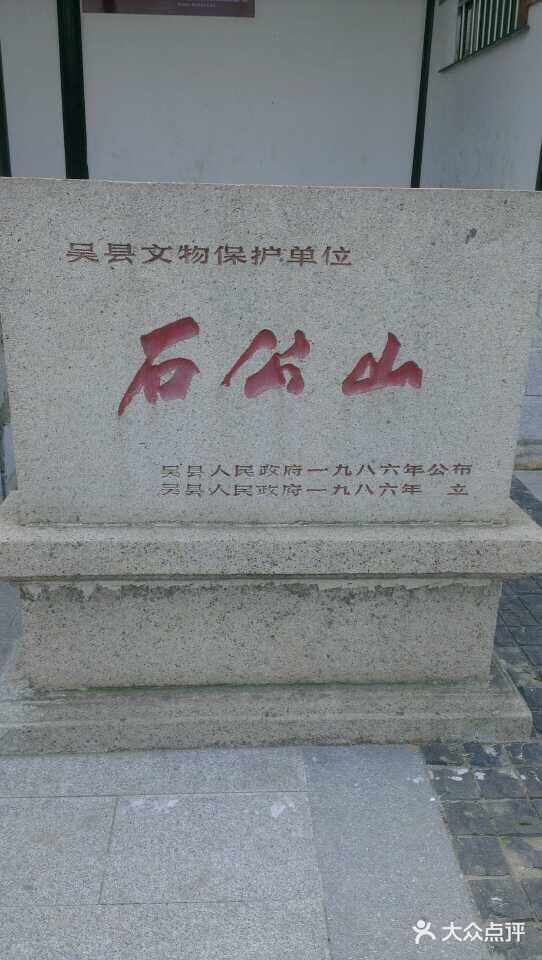 吴县文物保护单位
石公山
吴县人民政府一九八六年公布
吴县人民政府一九八六年 立
大众点评